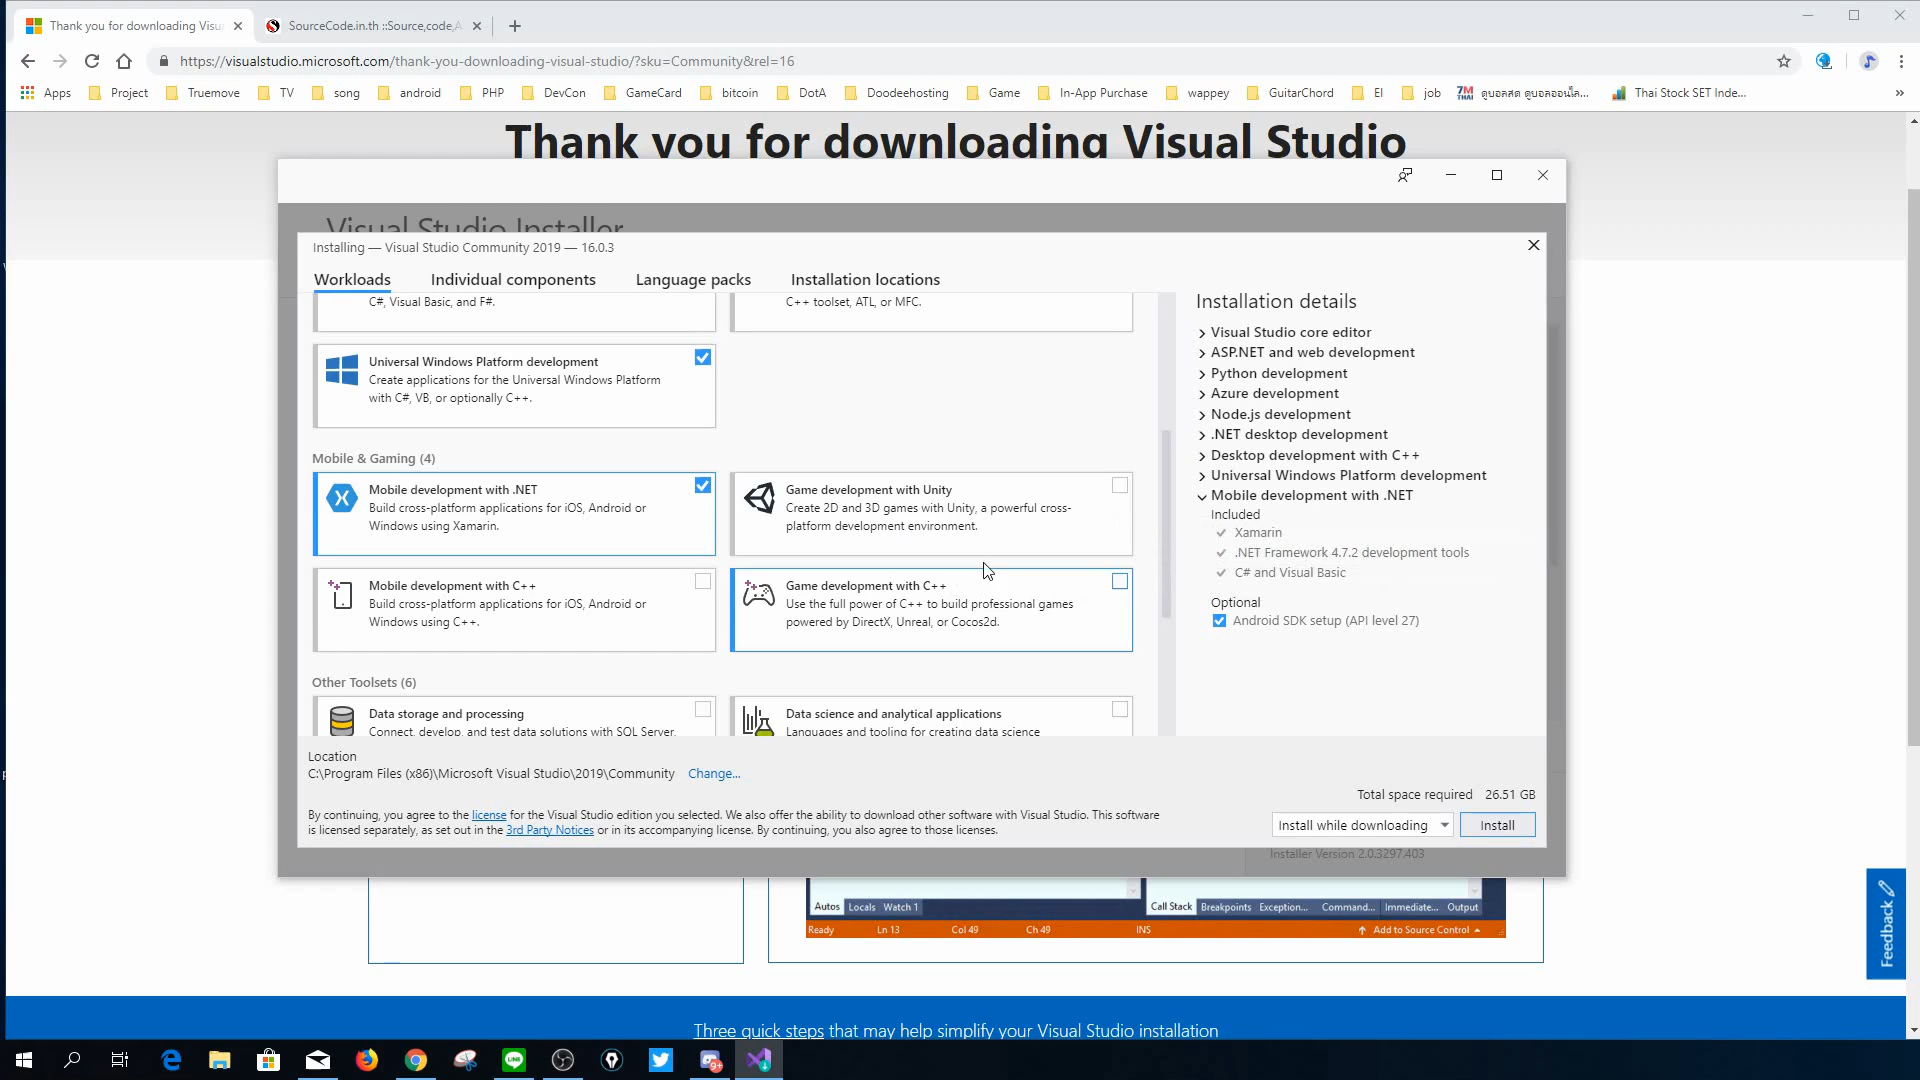 Thank you for downloading Visu
SourceCode.in.th ::Source,code,A
https://visualstudio.microsoft.com/thank-you-downloading-visual-studio/?sku=Community&rel=16
Apps Project Truemove TV song android PHP DevCon GameCard bitcoin DotA Doodeehosting Game In-App Purchase wappey GuitarChord EI job ดูบอลสด ดูบอลออนไล... Thai Stock SET Inde...
Thank you for downloading Visual Studio
Visual Studio Installer
Installing — Visual Studio Community 2019 — 16.0.3
Workloads Individual components Language packs Installation locations
C#, Visual Basic, and F#.
C++ toolset, ATL, or MFC.
Universal Windows Platform development
Create applications for the Universal Windows Platform
with C#, VB, or optionally C++.
Mobile & Gaming (4)
Mobile development with .NET
Build cross-platform applications for iOS, Android or
Windows using Xamarin.
Game development with Unity
Create 2D and 3D games with Unity, a powerful cross-
platform development environment.
Mobile development with C++
Build cross-platform applications for iOS, Android or
Windows using C++.
Game development with C++
Use the full power of C++ to build professional games
powered by DirectX, Unreal, or Cocos2d.
Other Toolsets (6)
Data storage and processing
Connect, develop, and test data solutions with SQL Server,
Data science and analytical applications
Languages and tooling for creating data science
Installation details
Visual Studio core editor
ASP.NET and web development
Python development
Azure development
Node.js development
.NET desktop development
Desktop development with C++
Universal Windows Platform development
Mobile development with .NET
Included
Xamarin
.NET Framework 4.7.2 development tools
C# and Visual Basic
Optional
Android SDK setup (API level 27)
Location
C:\Program Files (x86)\Microsoft Visual Studio\2019\Community Change...
Total space required 26.51 GB
By continuing, you agree to the license for the Visual Studio edition you selected. We also offer the ability to download other software with Visual Studio. This software
is licensed separately, as set out in the 3rd Party Notices or in its accompanying license. By continuing, you also agree to those licenses.
Install while downloading Install
Installer Version 2.0.3297.403
Autos Locals Watch 1
Call Stack Breakpoints Exception... Command... Immediate... Output
Ready Ln 13 Col 49 Ch 49 INS Add to Source Control
Feedback
Three quick steps that may help simplify your Visual Studio installation